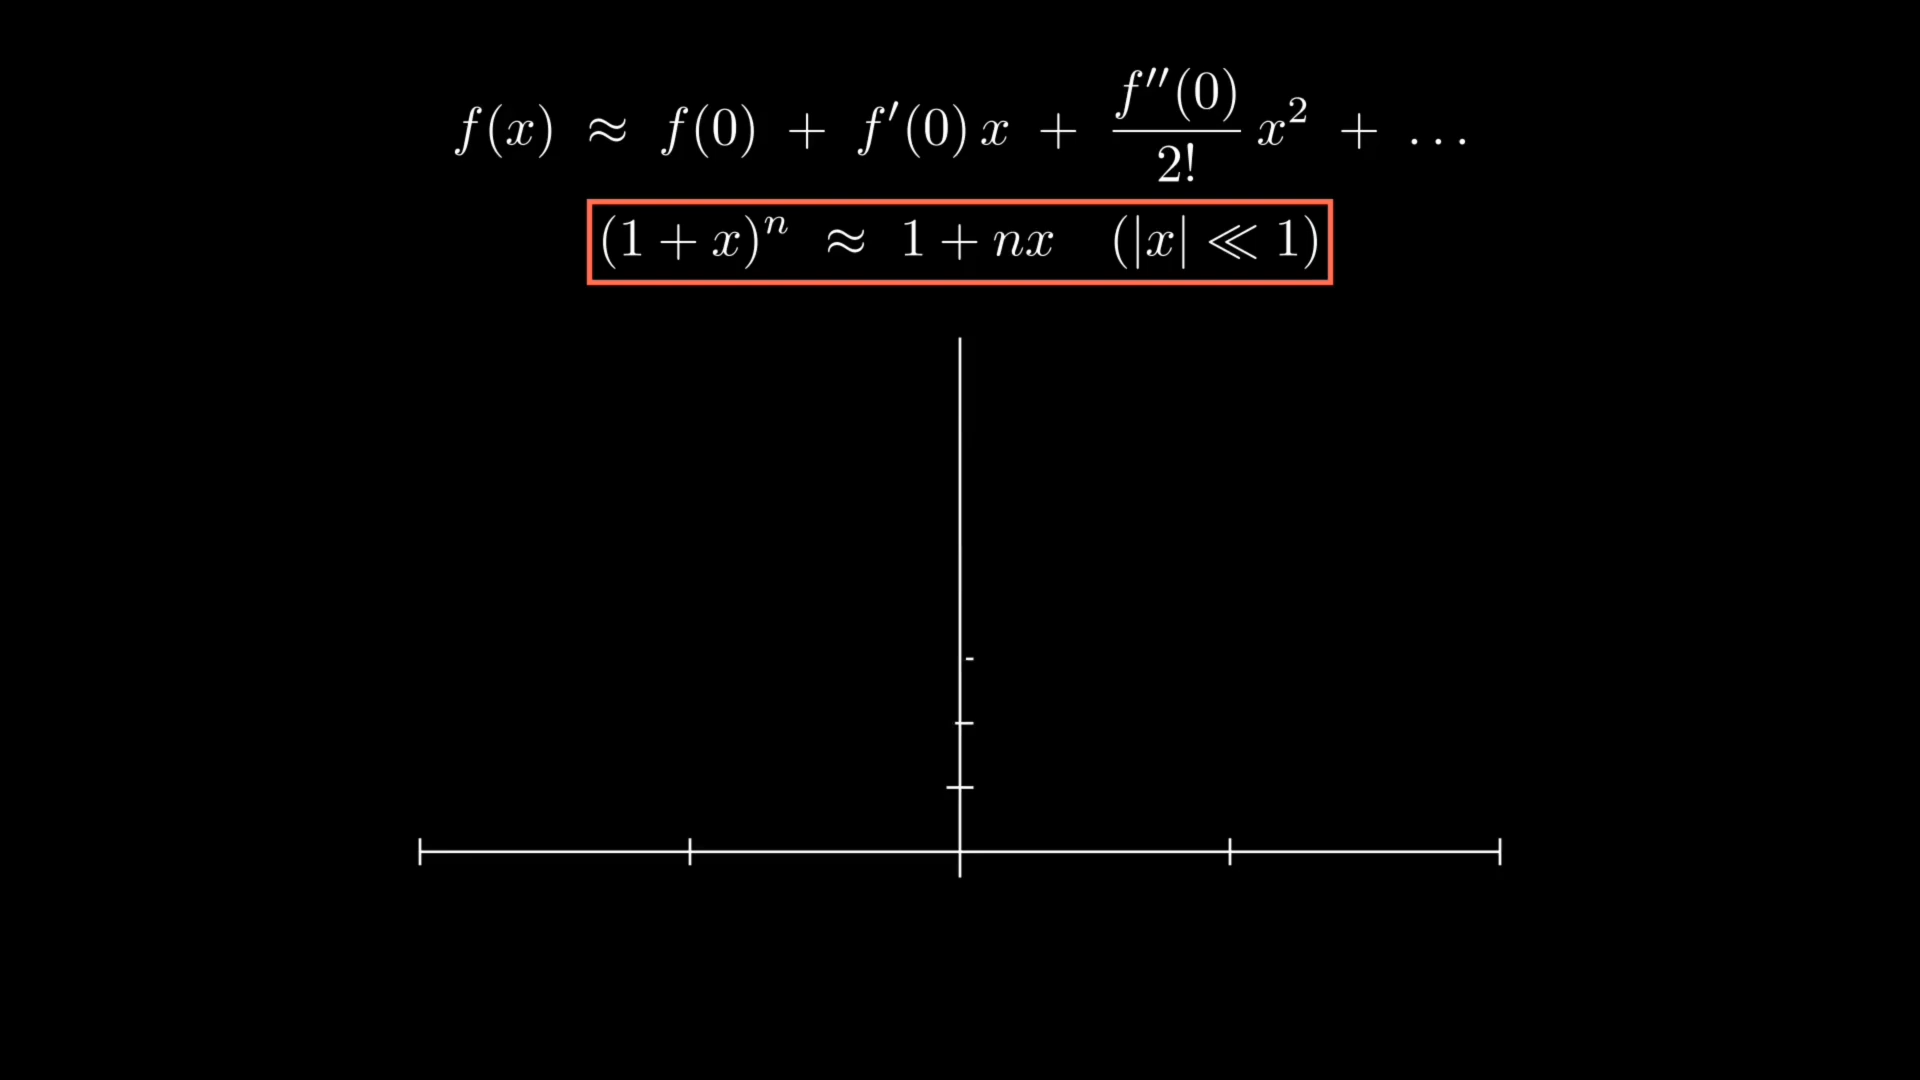 f(x) ≈ f(0) + f′(0) x + f″(0)/2! x² + …
(1 + x)ⁿ ≈ 1 + nx (|x| ≪ 1)